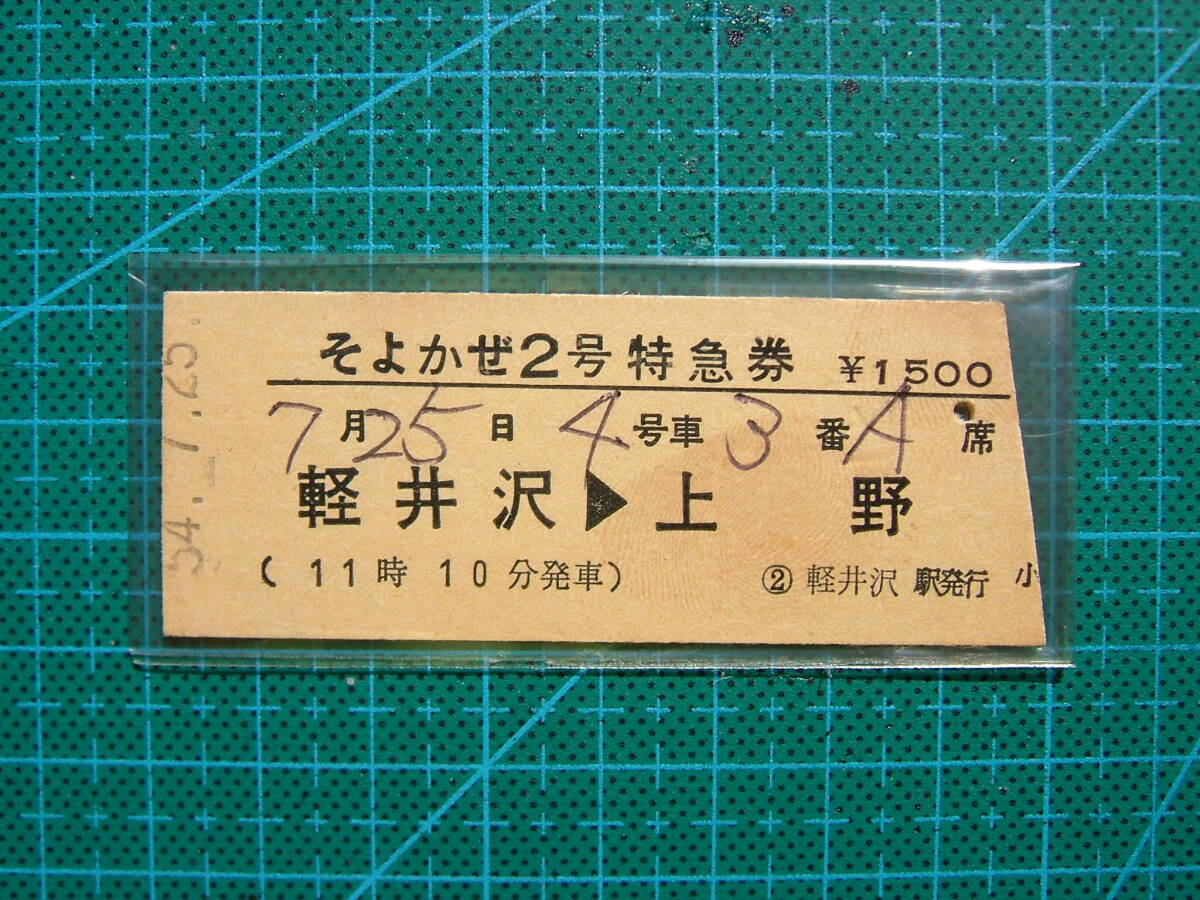 そよかぜ2号特急券 ¥1500
7月25日 4号車 3番A席
軽井沢▶上野
( 11時10分発車)
② 軽井沢駅発行 小
54.-7.25.